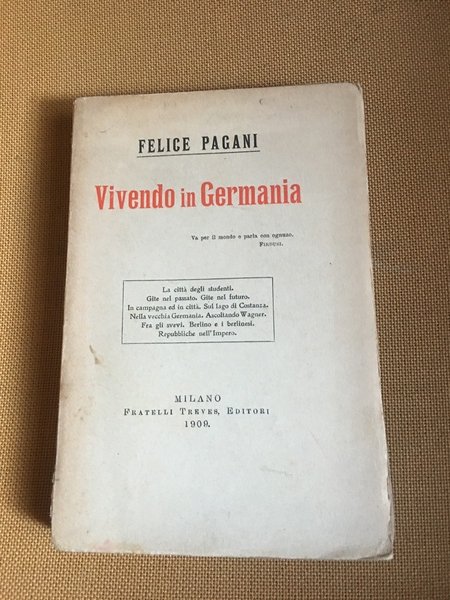 FELICE PAGANI
Vivendo in Germania
Va per il mondo e parla con ognuno.
FIRDUSI.
La città degli studenti.
Gite nel passato. Gite nel futuro.
In campagna ed in città. Sul lago di Costanza.
Nella vecchia Germania. Ascoltando Wagner.
Fra gli svevi. Berlino e i berlinesi.
Repubbliche nell'Impero.
MILANO
FRATELLI TREVES, EDITORI
1909.